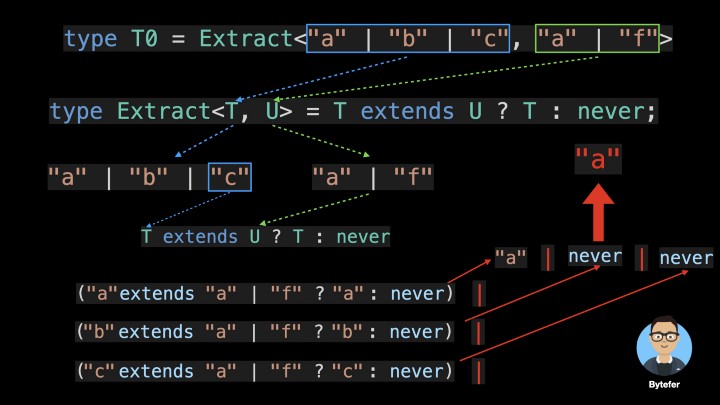 type T0 = Extract<"a" | "b" | "c", "a" | "f">
type Extract<T, U> = T extends U ? T : never;
"a" | "b" | "c" "a" | "f"
"a"
T extends U ? T : never
"a" | never | never
("a"extends "a" | "f" ? "a": never) |
("b"extends "a" | "f" ? "b": never) |
("c"extends "a" | "f" ? "c": never) |
Bytefer